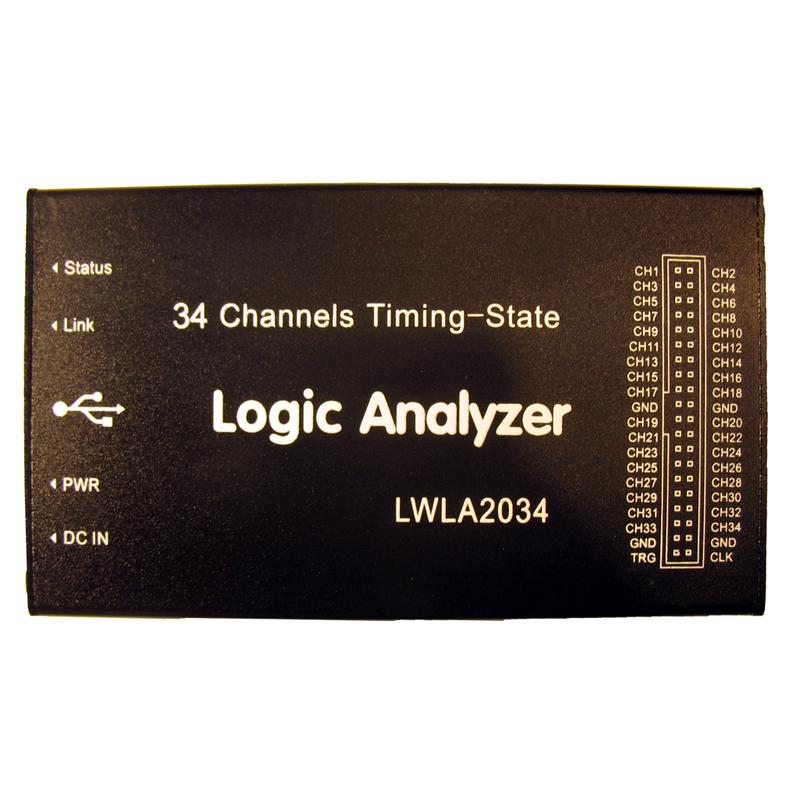 Status
Link
PWR
DC IN
34 Channels Timing-State
Logic Analyzer
LWLA2034
CH1 CH2
CH3 CH4
CH5 CH6
CH7 CH8
CH9 CH10
CH11 CH12
CH13 CH14
CH15 CH16
CH17 CH18
GND GND
CH19 CH20
CH21 CH22
CH23 CH24
CH25 CH26
CH27 CH28
CH29 CH30
CH31 CH32
CH33 CH34
GND GND
TRG CLK